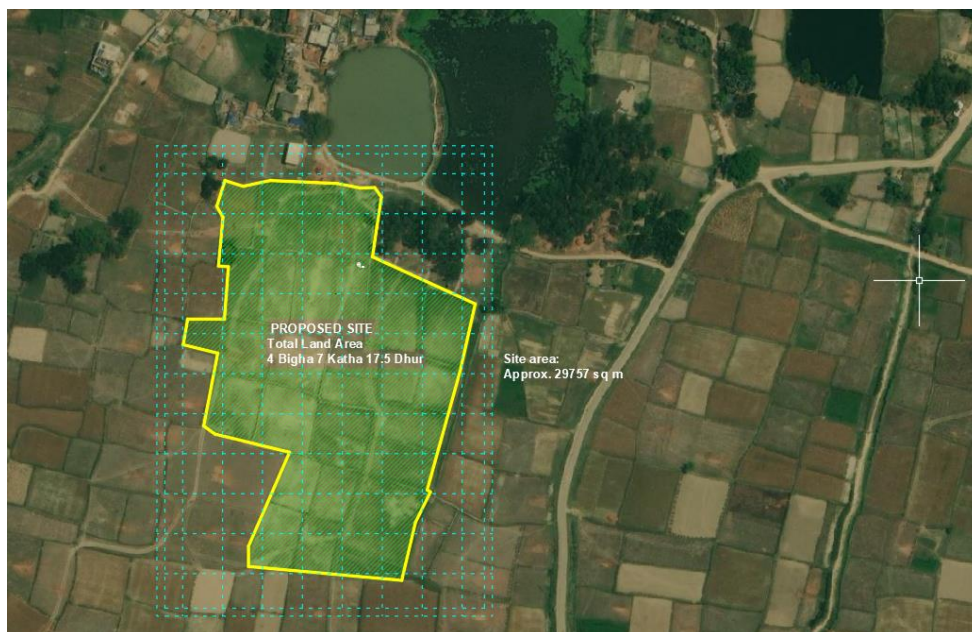 PROPOSED SITE
Total Land Area
4 Bigha 7 Katha 17.5 Dhur
Site area:
Approx. 29757 sq m